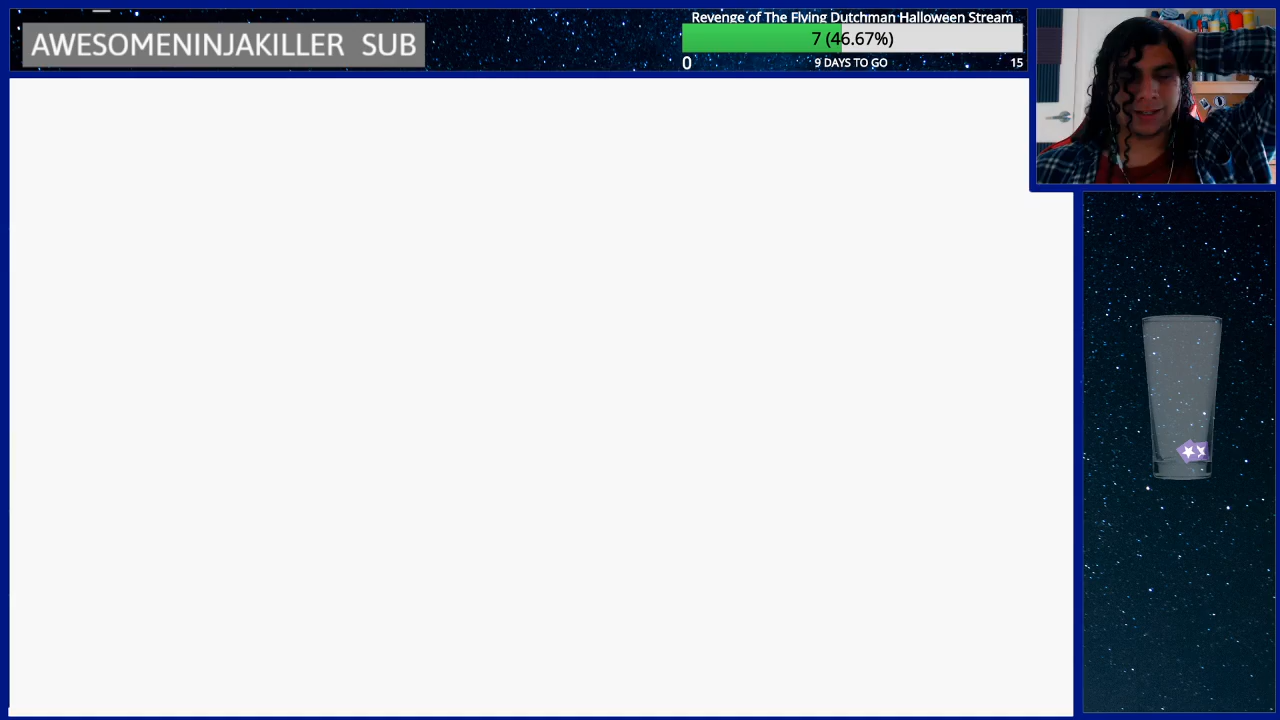 AWESOMENINJAKILLER SUB
Revenge of The Flying Dutchman Halloween Stream
7 (46.67%)
0 9 DAYS TO GO 15